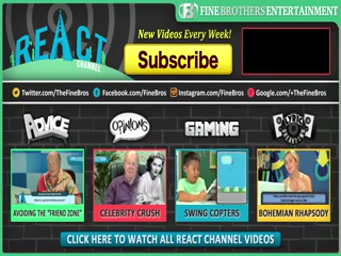 FINE BROTHERS ENTERTAINMENT
REACT
CHANNEL
New Videos Every Week!
Subscribe
Twitter.com/TheFineBros
Facebook.com/FineBros
Instagram.com/FineBros
Google.com/+TheFineBros
ADVICE
OPINIONS
GAMING
LYRIC
AVOIDING THE "FRIEND ZONE"
CELEBRITY CRUSH
SWING COPTERS
BOHEMIAN RHAPSODY
CLICK HERE TO WATCH ALL REACT CHANNEL VIDEOS